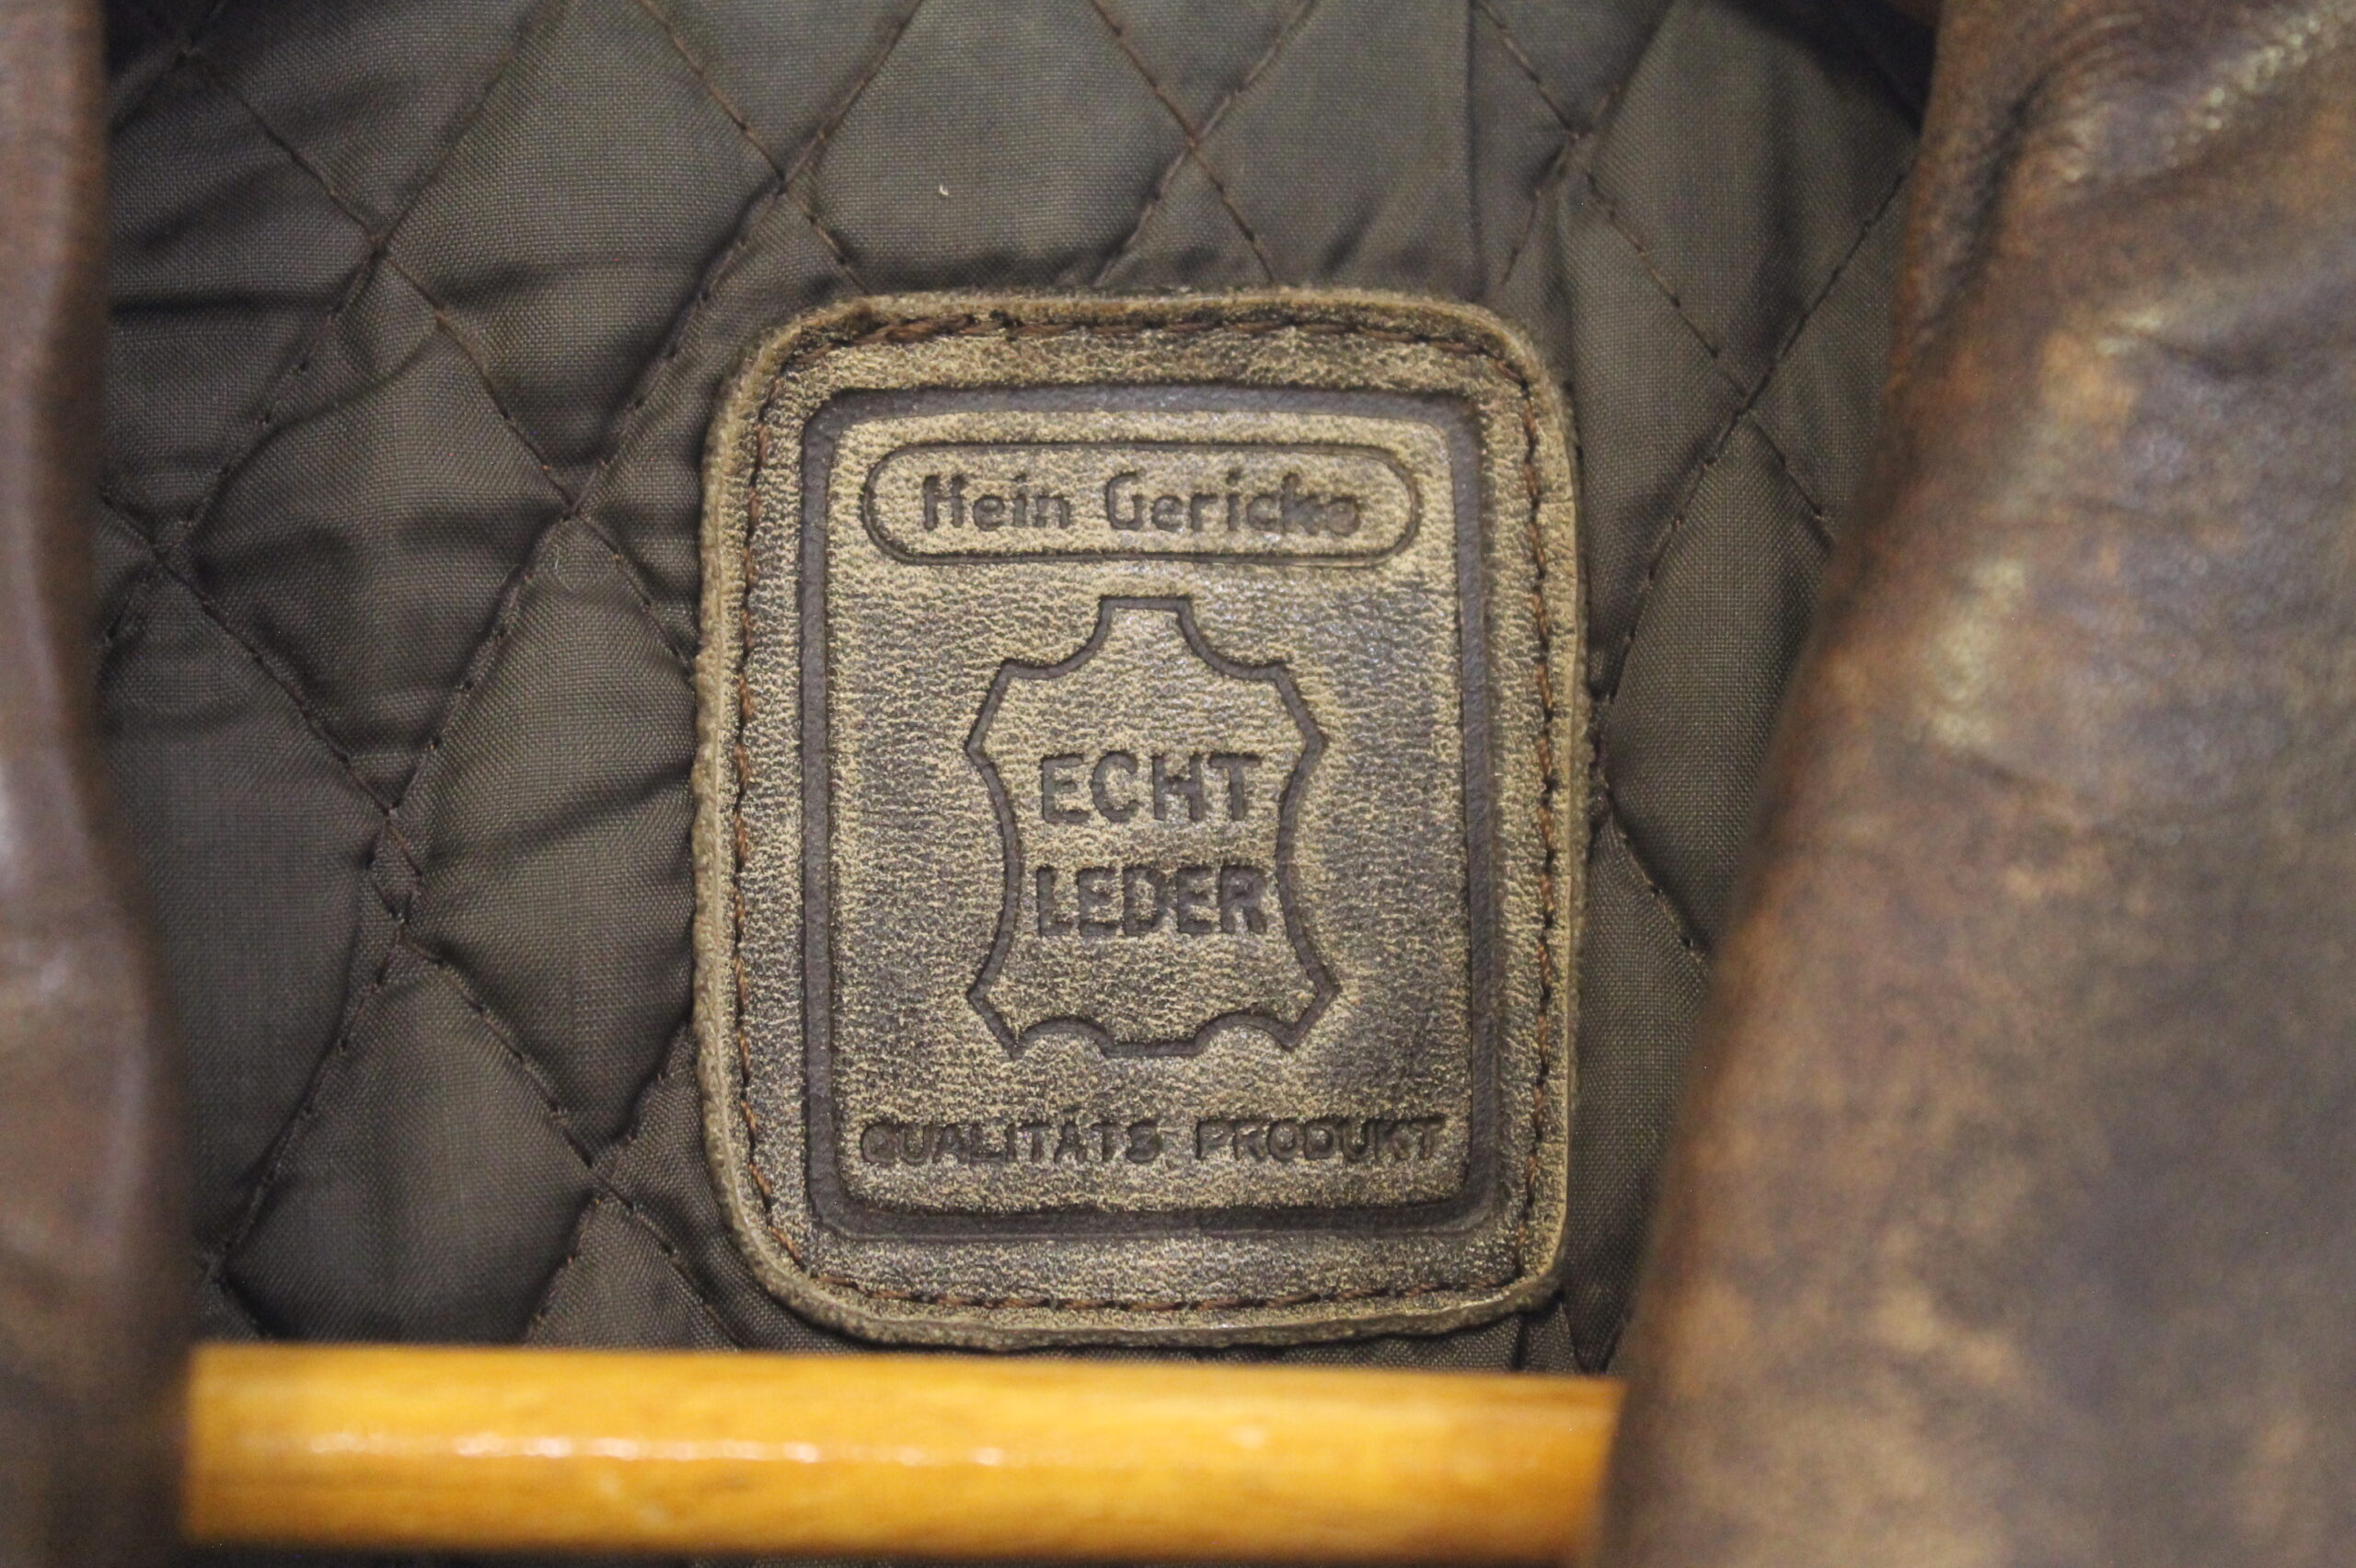 Hein Gericke
ECHT
LEDER
QUALITÄTS PRODUKT